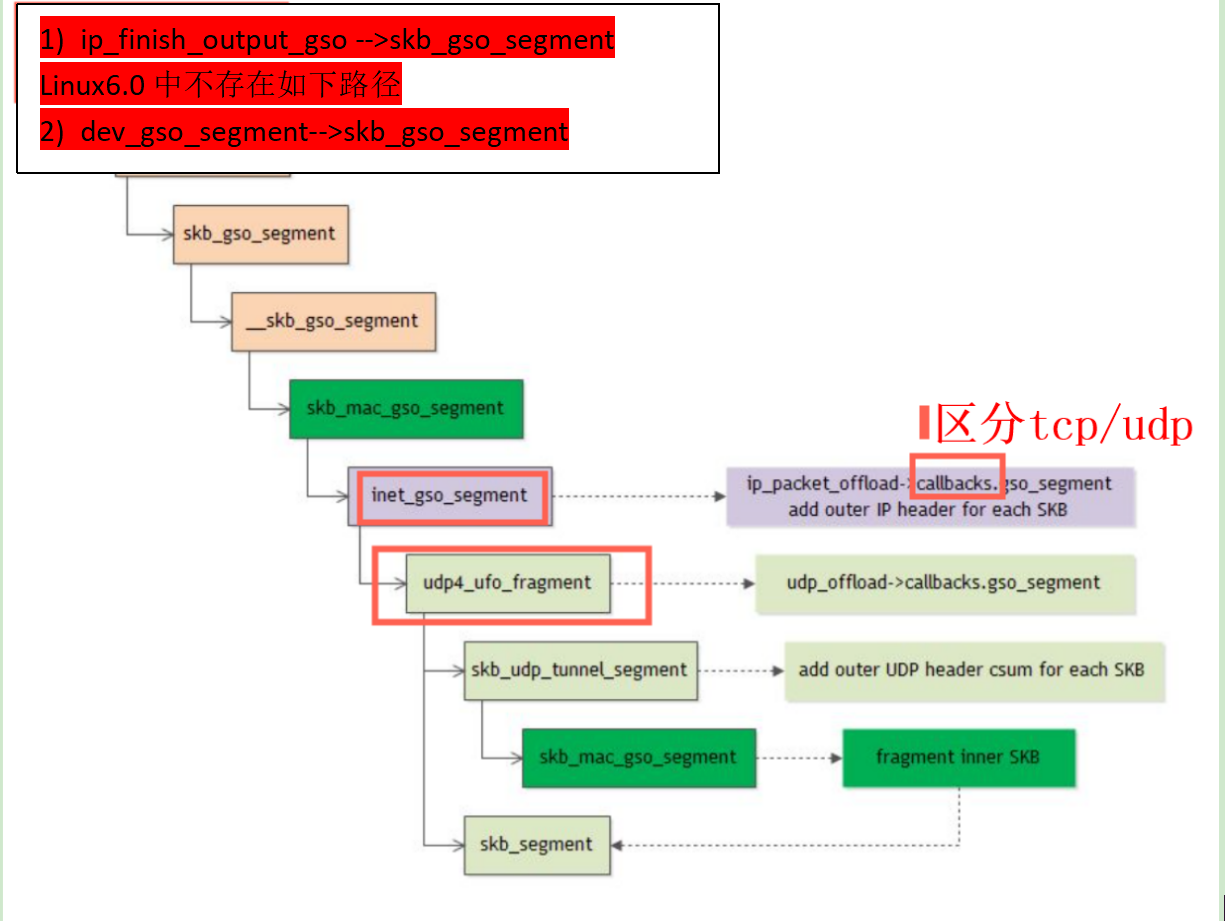 1) ip_finish_output_gso -->skb_gso_segment
Linux6.0 中不存在如下路径
2) dev_gso_segment-->skb_gso_segment
skb_gso_segment
__skb_gso_segment
skb_mac_gso_segment
区分tcp/udp
inet_gso_segment
ip_packet_offload->callbacks.gso_segment
add outer IP header for each SKB
udp4_ufo_fragment
udp_offload->callbacks.gso_segment
skb_udp_tunnel_segment
add outer UDP header csum for each SKB
skb_mac_gso_segment
fragment inner SKB
skb_segment